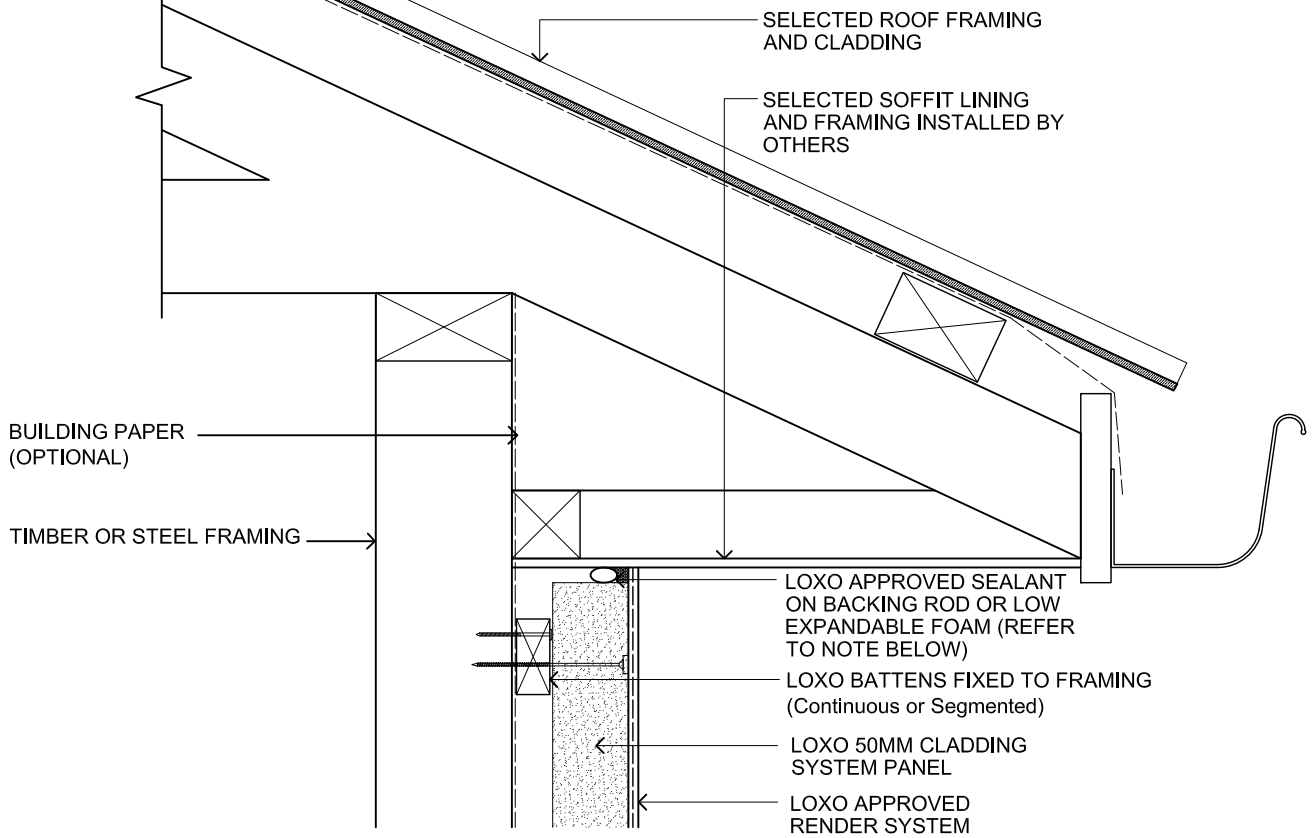 SELECTED ROOF FRAMING
AND CLADDING
SELECTED SOFFIT LINING
AND FRAMING INSTALLED BY
OTHERS
BUILDING PAPER
(OPTIONAL)
TIMBER OR STEEL FRAMING
LOXO APPROVED SEALANT
ON BACKING ROD OR LOW
EXPANDABLE FOAM (REFER
TO NOTE BELOW)
LOXO BATTENS FIXED TO FRAMING
(Continuous or Segmented)
LOXO 50MM CLADDING
SYSTEM PANEL
LOXO APPROVED
RENDER SYSTEM